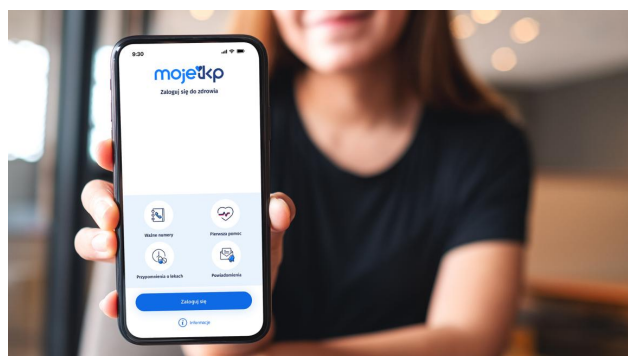 9:30
mojeikp
Zaloguj się do zdrowia
Ważne numery
Pierwsza pomoc
Przypomnienia o lekach
Powiadomienia
Zaloguj się
Informacje